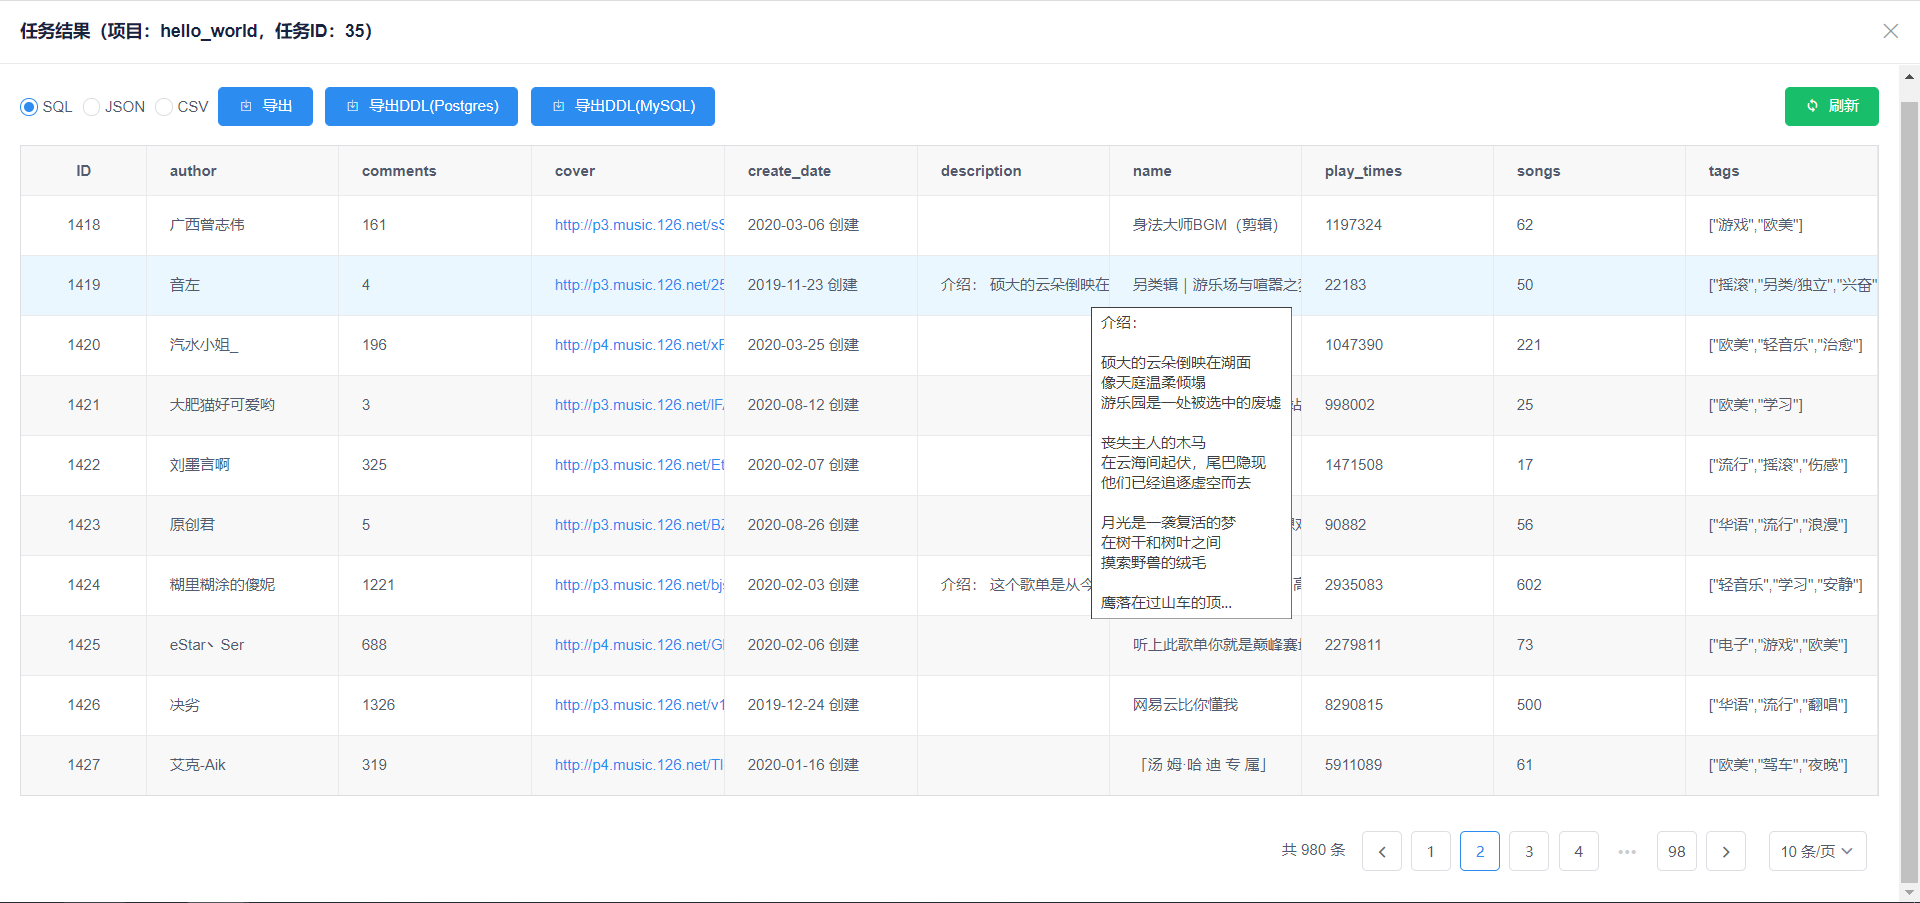 任务结果（项目：hello_world，任务ID：35）
SQL JSON CSV 导出 导出DDL(Postgres) 导出DDL(MySQL) 刷新
ID author comments cover create_date description name play_times songs tags
1418 广西曾志伟 161 http://p3.music.126.net/sS 2020-03-06 创建 身法大师BGM（剪辑） 1197324 62 ["游戏","欧美"]
1419 音左 4 http://p3.music.126.net/25 2019-11-23 创建 介绍： 硕大的云朵倒映在 另类辑 | 游乐场与喧嚣之 22183 50 ["摇滚","另类/独立","兴奋"
1420 汽水小姐_ 196 http://p4.music.126.net/xF 2020-03-25 创建 1047390 221 ["欧美","轻音乐","治愈"]
1421 大肥猫好可爱哟 3 http://p3.music.126.net/IF 2020-08-12 创建 998002 25 ["欧美","学习"]
1422 刘墨言啊 325 http://p3.music.126.net/Et 2020-02-07 创建 1471508 17 ["流行","摇滚","伤感"]
1423 原创君 5 http://p3.music.126.net/BZ 2020-08-26 创建 90882 56 ["华语","流行","浪漫"]
1424 糊里糊涂的傻妮 1221 http://p3.music.126.net/bj 2020-02-03 创建 介绍： 这个歌单是从今 2935083 602 ["轻音乐","学习","安静"]
1425 eStar丶Ser 688 http://p4.music.126.net/Gl 2020-02-06 创建 听上此歌单你就是巅峰赛 2279811 73 ["电子","游戏","欧美"]
1426 决劣 1326 http://p3.music.126.net/v1 2019-12-24 创建 网易云比你懂我 8290815 500 ["华语","流行","翻唱"]
1427 艾克-Aik 319 http://p4.music.126.net/TI 2020-01-16 创建 「汤 姆·哈 迪 专 属」 5911089 61 ["欧美","驾车","夜晚"]
介绍：
硕大的云朵倒映在湖面
像天庭温柔倾塌
游乐园是一处被选中的废墟
丧失主人的木马
在云海间起伏，尾巴隐现
他们已经追逐虚空而去
月光是一袭复活的梦
在树干和树叶之间
摸索野兽的绒毛
鹰落在过山车的顶...
共 980 条 1 2 3 4 ••• 98 10 条/页